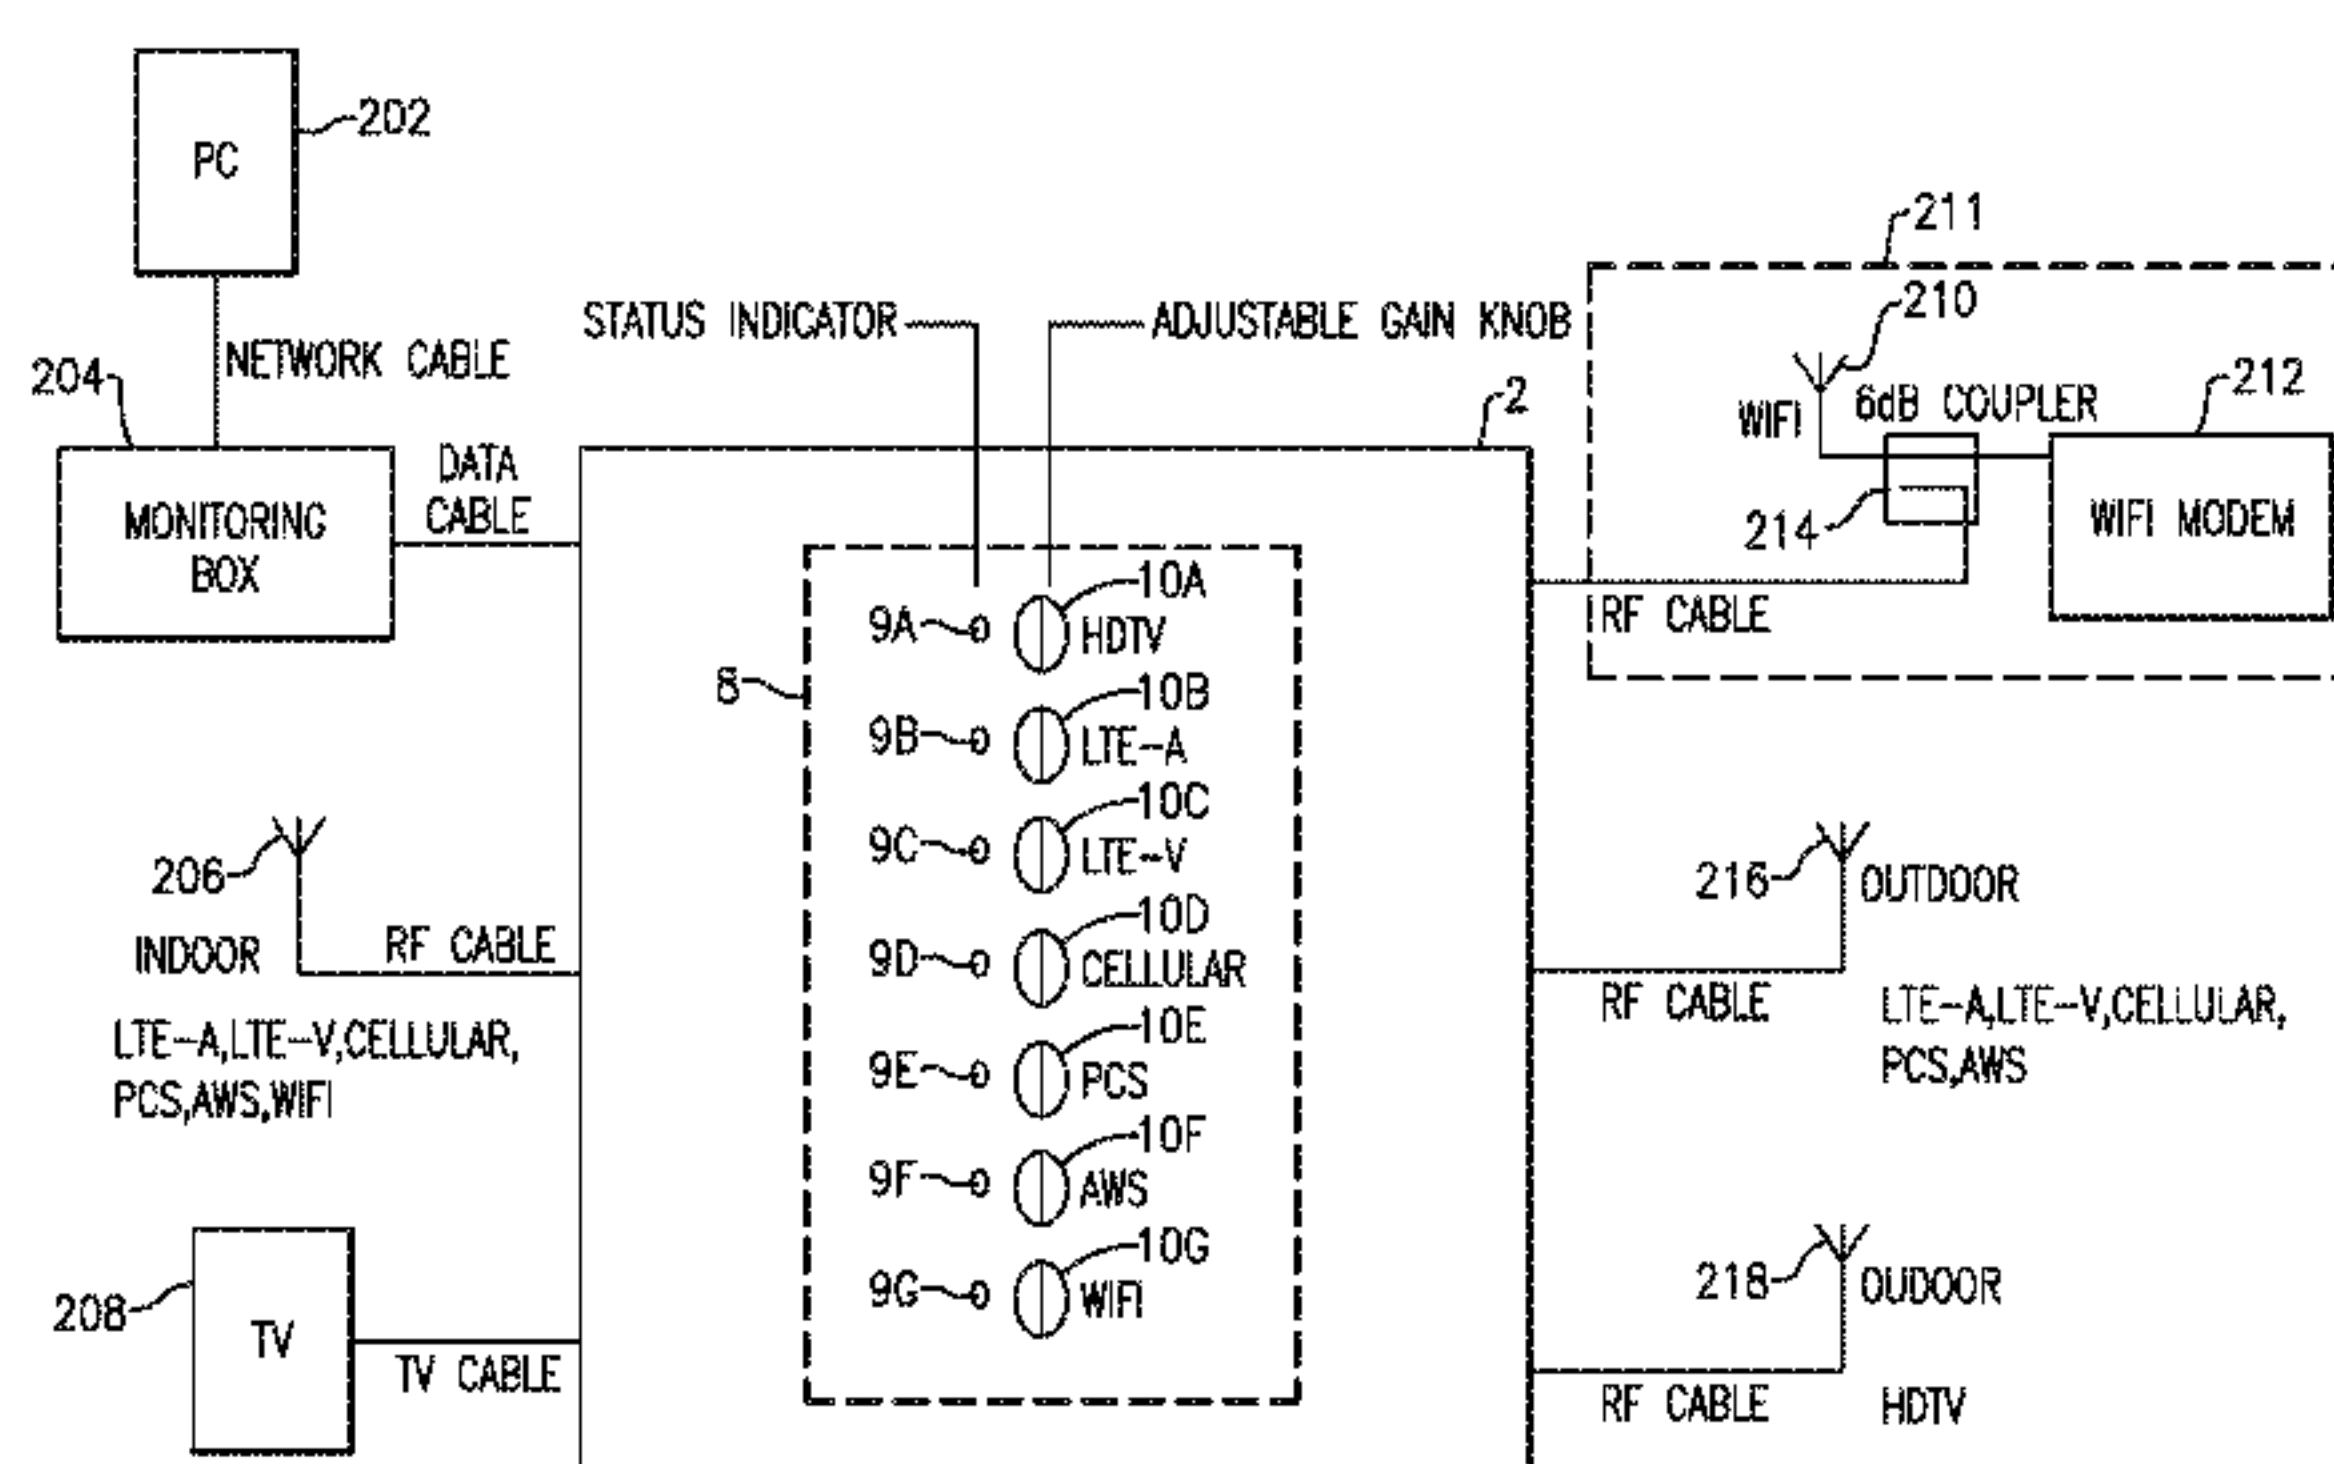 202
PC
211
210
STATUS INDICATOR
ADJUSTABLE GAIN KNOB
204
NETWORK CABLE
2
WIFI
6dB COUPLER
212
DATA
CABLE
MONITORING
BOX
214
WIFI MODEM
RF CABLE
8
9A
10A
HDTV
9B
10B
LTE-A
9C
10C
LTE-V
9D
10D
CELLULAR
9E
10E
PCS
9F
10F
AWS
9G
10G
WIFI
206
INDOOR
RF CABLE
LTE-A,LTE-V,CELLULAR,
PCS,AWS,WIFI
216
OUTDOOR
RF CABLE
LTE-A,LTE-V,CELLULAR,
PCS,AWS
208
TV
TV CABLE
218
OUDOOR
RF CABLE
HDTV